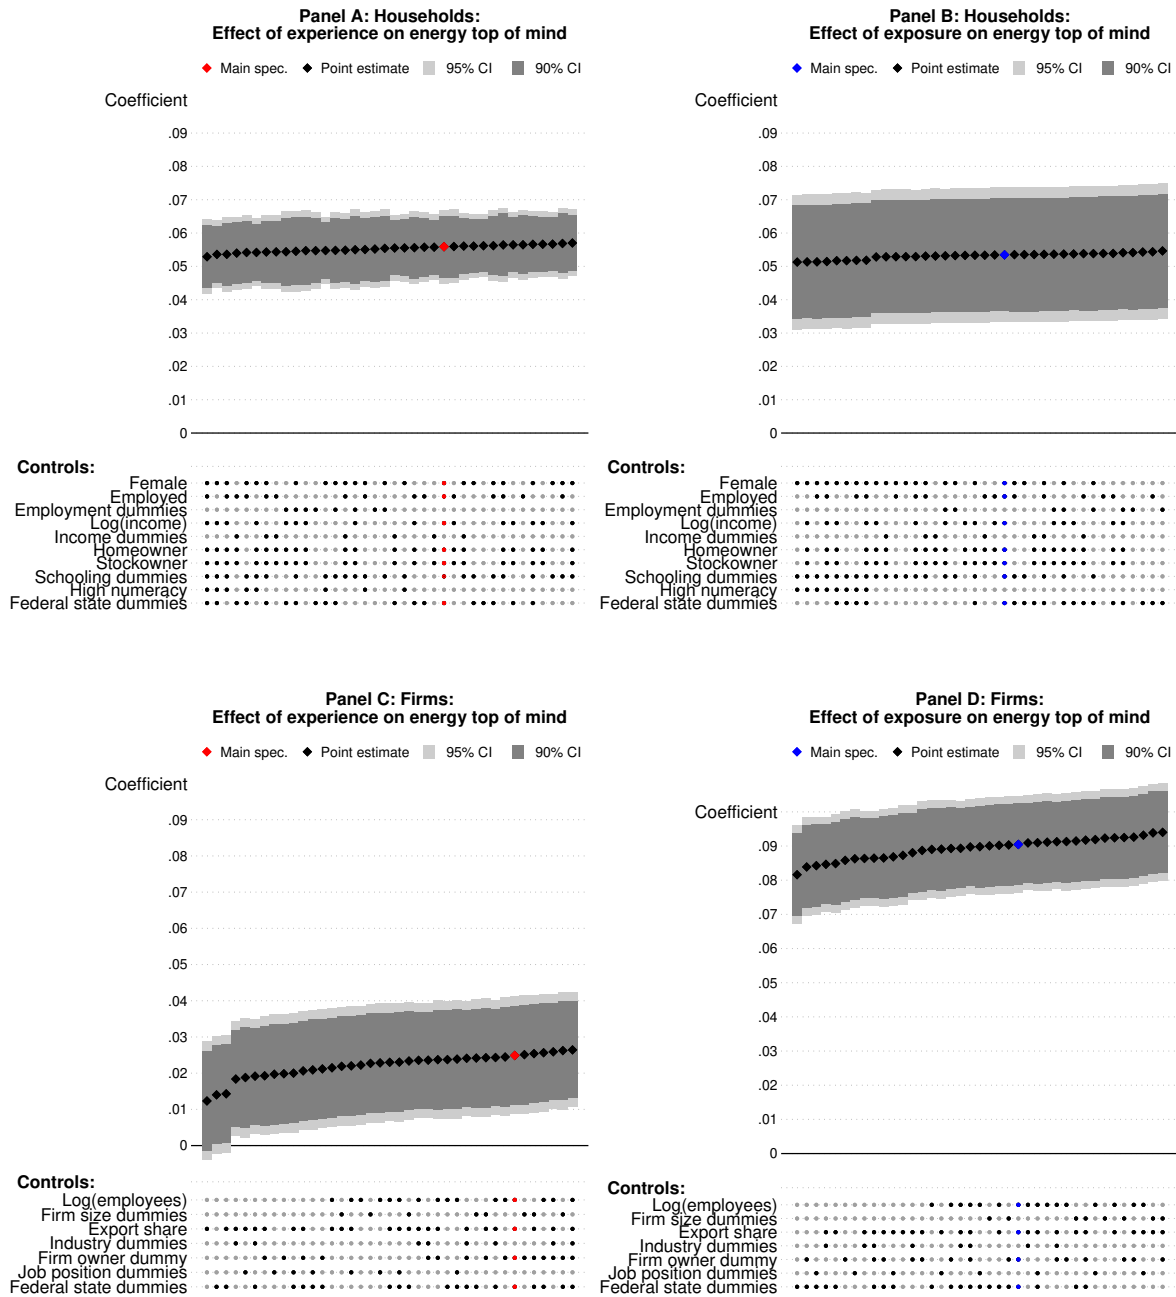 Panel A: Households:
Effect of experience on energy top of mind
Main spec. Point estimate 95% CI 90% CI
Coefficient
.09
.08
.07
.06
.05
.04
.03
.02
.01
0
Controls:
Female
Employed
Employment dummies
Log(income)
Income dummies
Homeowner
Stockowner
Schooling dummies
High numeracy
Federal state dummies
Panel B: Households:
Effect of exposure on energy top of mind
Main spec. Point estimate 95% CI 90% CI
Coefficient
.09
.08
.07
.06
.05
.04
.03
.02
.01
0
Controls:
Female
Employed
Employment dummies
Log(income)
Income dummies
Homeowner
Stockowner
Schooling dummies
High numeracy
Federal state dummies
Panel C: Firms:
Effect of experience on energy top of mind
Main spec. Point estimate 95% CI 90% CI
Coefficient
.09
.08
.07
.06
.05
.04
.03
.02
.01
0
Controls:
Log(employees)
Firm size dummies
Export share
Industry dummies
Firm owner dummy
Job position dummies
Federal state dummies
Panel D: Firms:
Effect of exposure on energy top of mind
Main spec. Point estimate 95% CI 90% CI
Coefficient
.09
.08
.07
.06
.05
.04
.03
.02
.01
0
Controls:
Log(employees)
Firm size dummies
Export share
Industry dummies
Firm owner dummy
Job position dummies
Federal state dummies